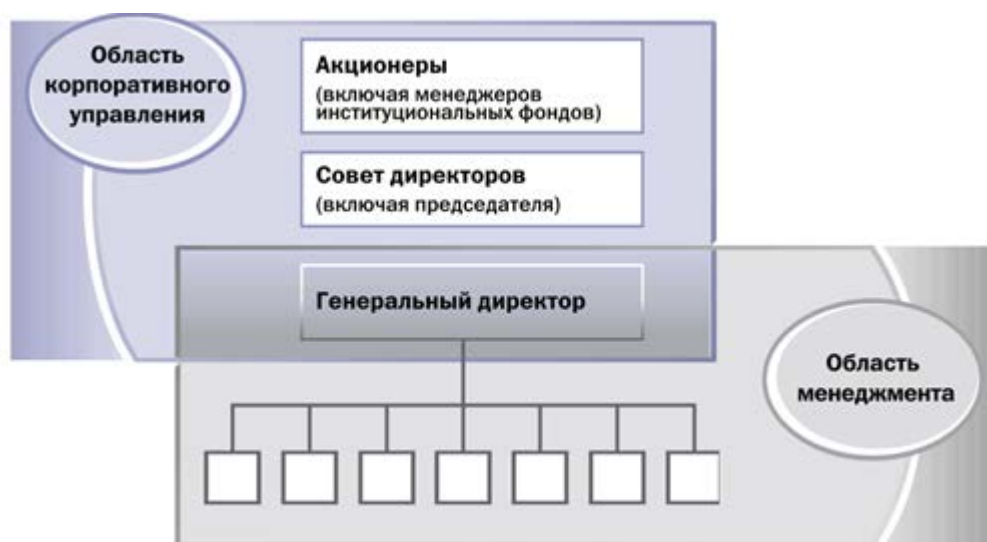 Область
корпоративного
управления
Акционеры
(включая менеджеров
институциональных фондов)
Совет директоров
(включая председателя)
Генеральный директор
Область
менеджмента